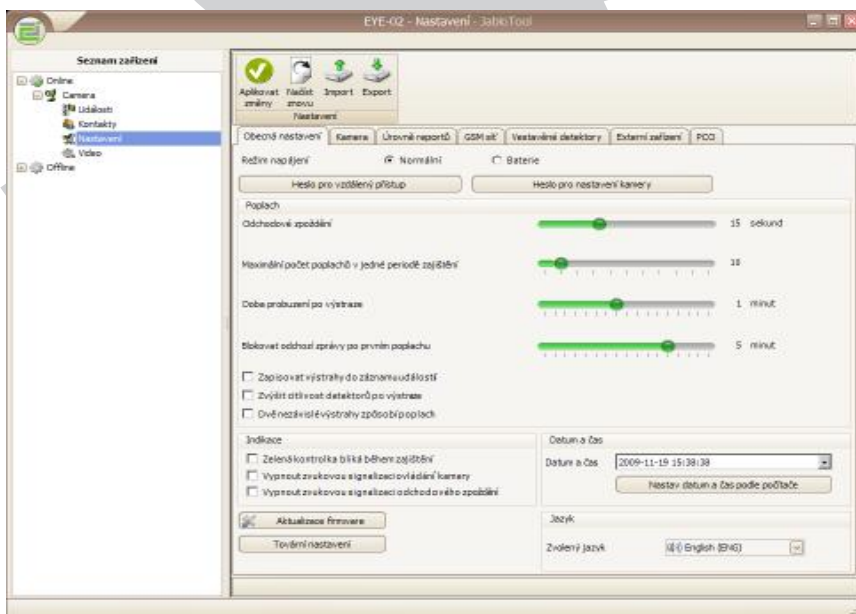 EYE-02 - Nastavení - JabloTool
Seznam zařízení
Online
Camera
Události
Kontakty
Nastavení
Video
Offline
Aplikovat změny
Načíst znovu
Import
Export
Nastavení
Obecná nastavení
Kamera
Úrovně reportů
GSM síť
Vestavěné detektory
Externí zařízení
PCO
Režim napájení
Normální
Baterie
Heslo pro vzdálený přístup
Heslo pro nastavení kamery
Poplach
Odchodové zpoždění
15 sekund
Maximální počet poplachů v jedné periodě zajištění
10
Doba probuzení po výstraze
1 minut
Blokovat odchozí zprávy po prvním poplachu
5 minut
Zapisovat výstrahy do záznamu událostí
Zvýšit citlivost detektorů po výstraze
Dvě nezávislé výstrahy způsobí poplach
Indikace
Zelená kontrolka bliká během zajištění
Vypnout zvukovou signalizaci ovládání kamery
Vypnout zvukovou signalizaci odchodového zpoždění
Datum a čas
Datum a čas
2009-11-19 15:38:38
Nastav datum a čas podle počítače
Aktualizace firmware
Tovární nastavení
Jazyk
Zvolený jazyk
English (ENG)